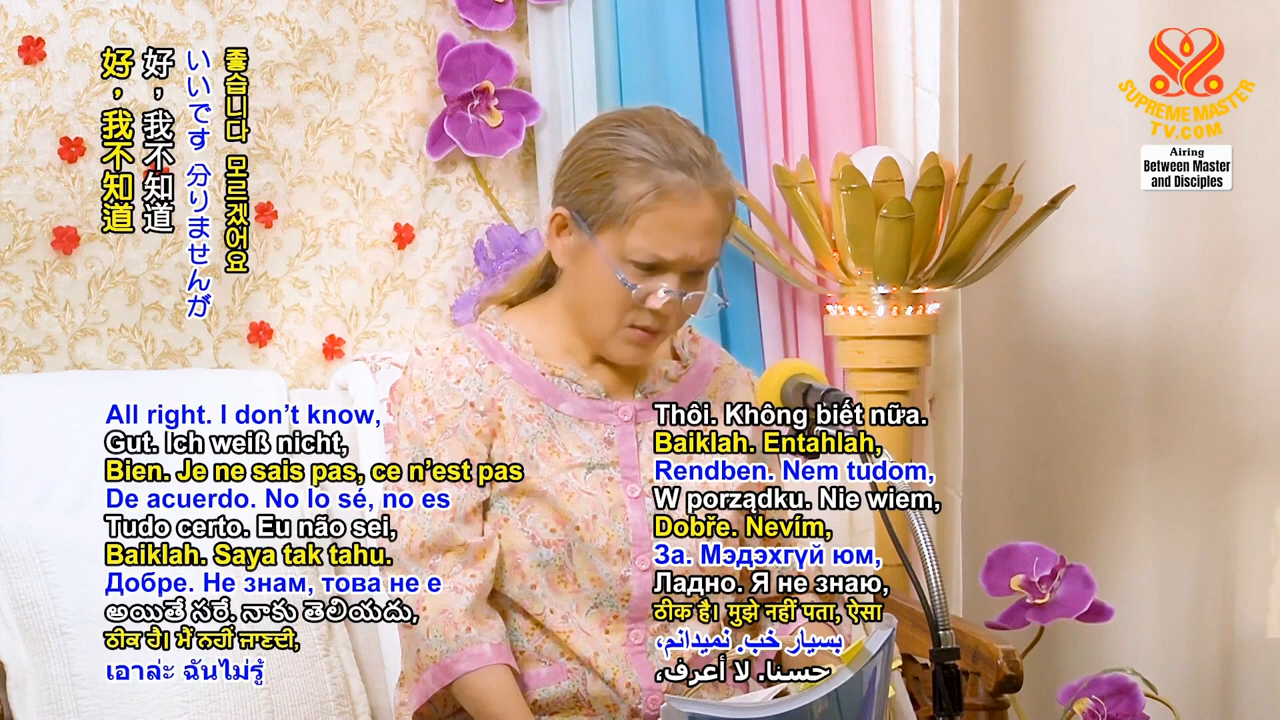 好，我不知道
好，我不知道
いいです 分りませんが
좋습니다 모르겠어요
SUPREME MASTER
TV.COM
Airing
Between Master
and Disciples
All right. I don’t know,
Gut. Ich weiß nicht,
Bien. Je ne sais pas, ce n’est pas
De acuerdo. No lo sé, no es
Tudo certo. Eu não sei,
Baiklah. Saya tak tahu.
Добре. Не знам, това не е
అయితే సరే. నాకు తెలియదు,
ਠੀਕ ਹੈ। ਮੈਂ ਨਹੀਂ ਜਾਣਦੀ,
เอาล่ะ ฉันไม่รู้
Thôi. Không biết nữa.
Baiklah. Entahlah,
Rendben. Nem tudom,
W porządku. Nie wiem,
Dobře. Nevím,
За. Мэдэхгүй юм,
Ладно. Я не знаю,
ठीक है। मुझे नहीं पता, ऐसा
بسیار خب. نمیدانم،
حسنا. لا أعرف،